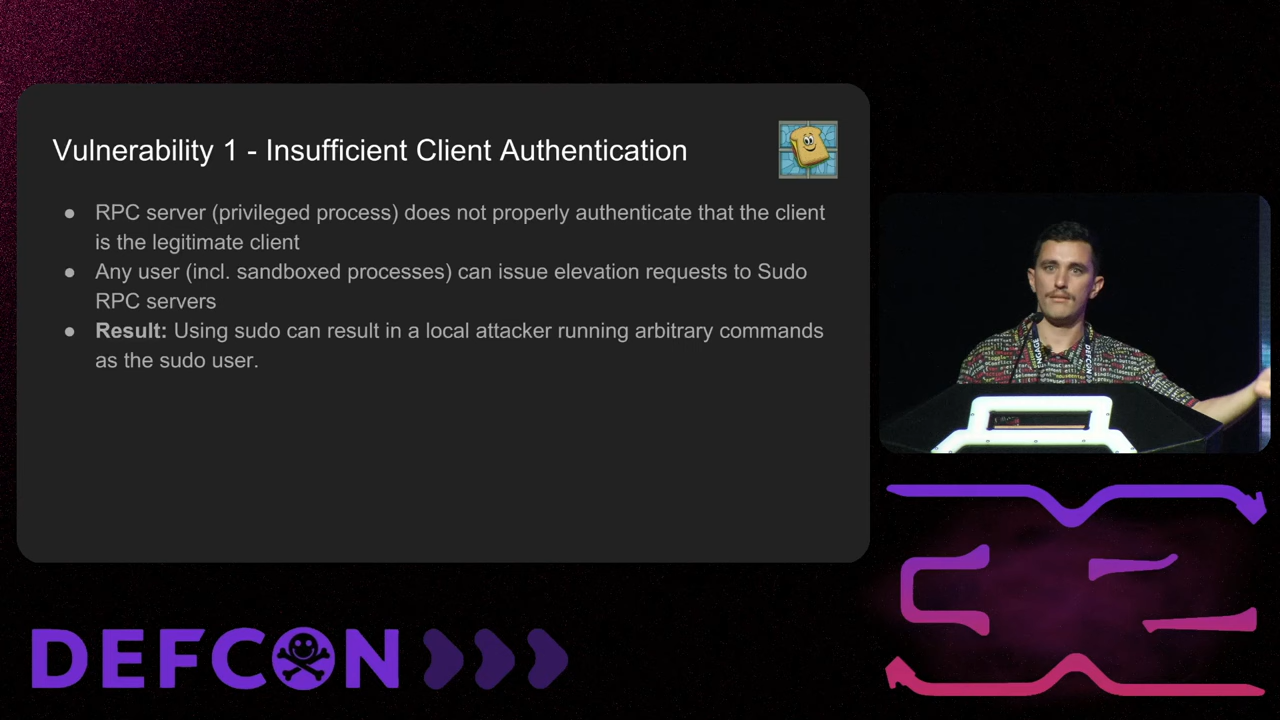 Vulnerability 1 - Insufficient Client Authentication
● RPC server (privileged process) does not properly authenticate that the client
is the legitimate client
● Any user (incl. sandboxed processes) can issue elevation requests to Sudo
RPC servers
● Result: Using sudo can result in a local attacker running arbitrary commands
as the sudo user.
NGAGE
DEFCON
DEFCON